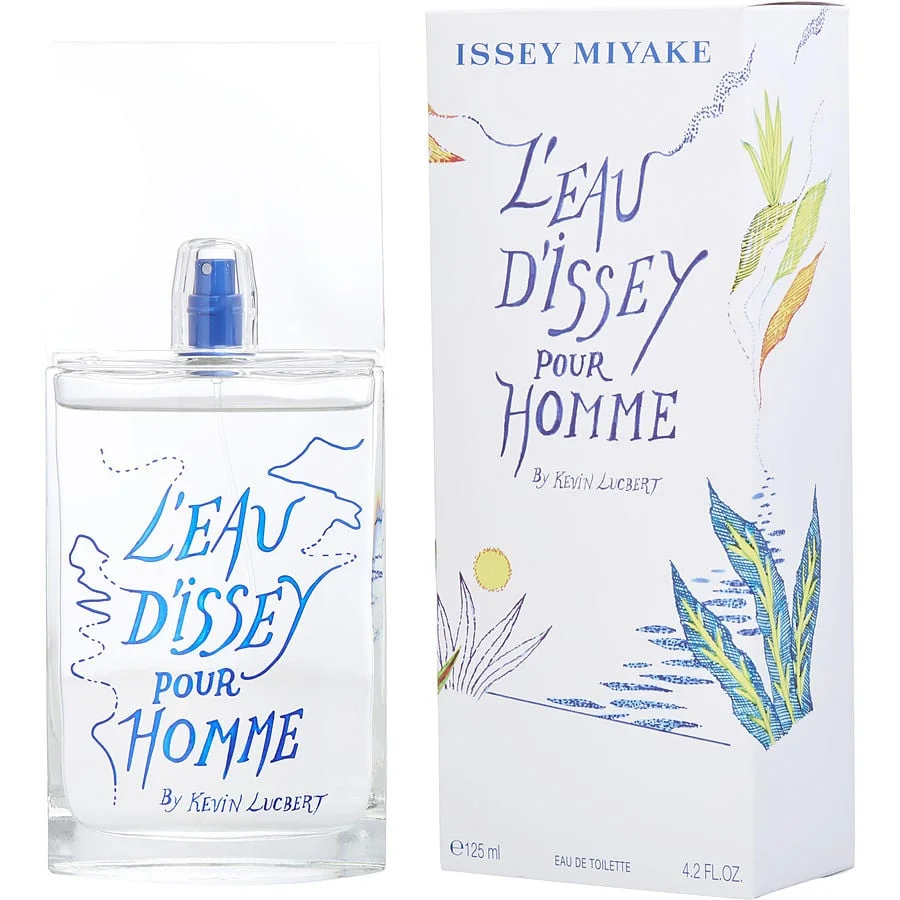 L'EAU
D'ISSEY
POUR
HOMME
By KEVIN LUCBERT
ISSEY MIYAKE
L'EAU
D'ISSEY
POUR
HOMME
By KEVIN LUCBERT
℮125 ml
EAU DE TOILETTE
4.2 FL.OZ.